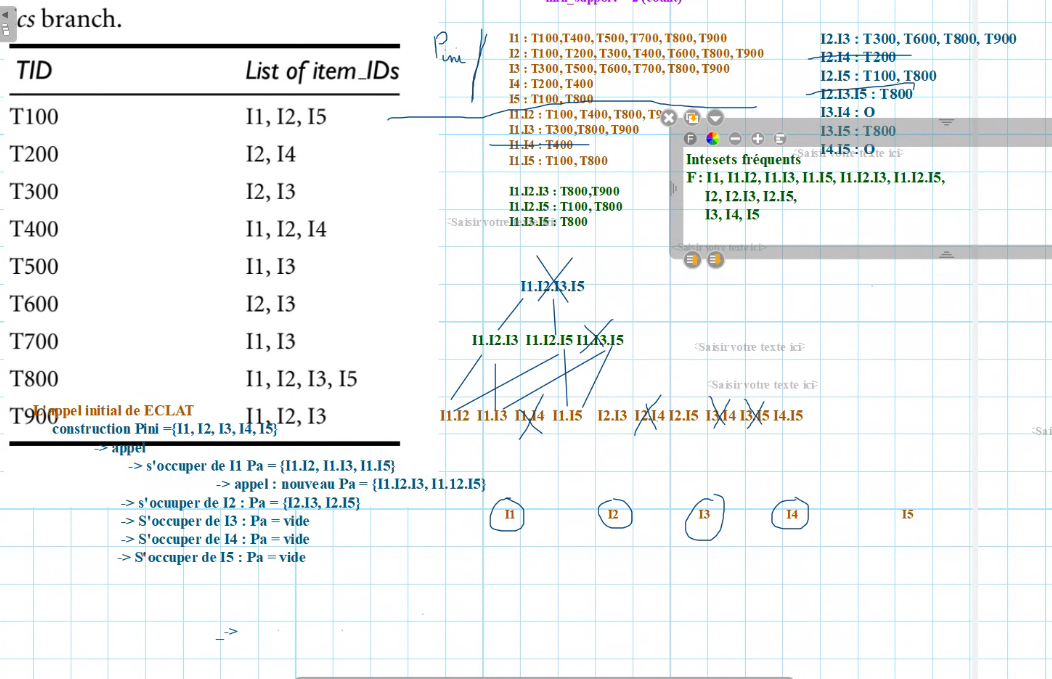 cs branch.
TID List of item_IDs
T100 I1, I2, I5
T200 I2, I4
T300 I2, I3
T400 I1, I2, I4
T500 I1, I3
T600 I2, I3
T700 I1, I3
T800 I1, I2, I3, I5
T900 I1, I2, I3
L'appel initial de ECLAT
construction Pini ={I1, I2, I3, I4, I5}
-> appel
-> s'occuper de I1 Pa = {I1.I2, I1.I3, I1.I5}
-> appel : nouveau Pa = {I1.I2.I3, I1.12.I5}
-> s'ocuuper de I2 : Pa = {I2.I3, I2.I5}
-> S'occuper de I3 : Pa = vide
-> S'occuper de I4 : Pa = vide
-> S'occuper de I5 : Pa = vide
_->
Pini
I1 : T100,T400, T500, T700, T800, T900
I2 : T100, T200, T300, T400, T600, T800, T900
I3 : T300, T500, T600, T700, T800, T900
I4 : T200, T400
I5 : T100, T800
I1.I2 : T100, T400, T800, T9
I1.I3 : T300,T800, T900
I1.I4 : T400
I1.I5 : T100, T800
I1.I2.I3 : T800,T900
I1.I2.I5 : T100, T800
I1.I3.I5 : T800
I2.I3 : T300, T600, T800, T900
I2.I4 : T200
I2.I5 : T100, T800
I2.I3.I5 : T800
I3.I4 : O
I3.I5 : T800
I4.I5 : O
Intesets fréquents
F : I1, I1.I2, I1.I3, I1.I5, I1.I2.I3, I1.I2.I5,
I2, I2.I3, I2.I5,
I3, I4, I5
<Saisir votre texte ici>
<Saisir votre texte ici>
<Saisir votre texte ici>
I1.I2.I3.I5
I1.I2.I3 I1.I2.I5 I1.I3.I5
I1.I2 I1.I3 I1.I4 I1.I5 I2.I3 I2.I4 I2.I5 I3.I4 I3.I5 I4.I5
I1 I2 I3 I4 I5